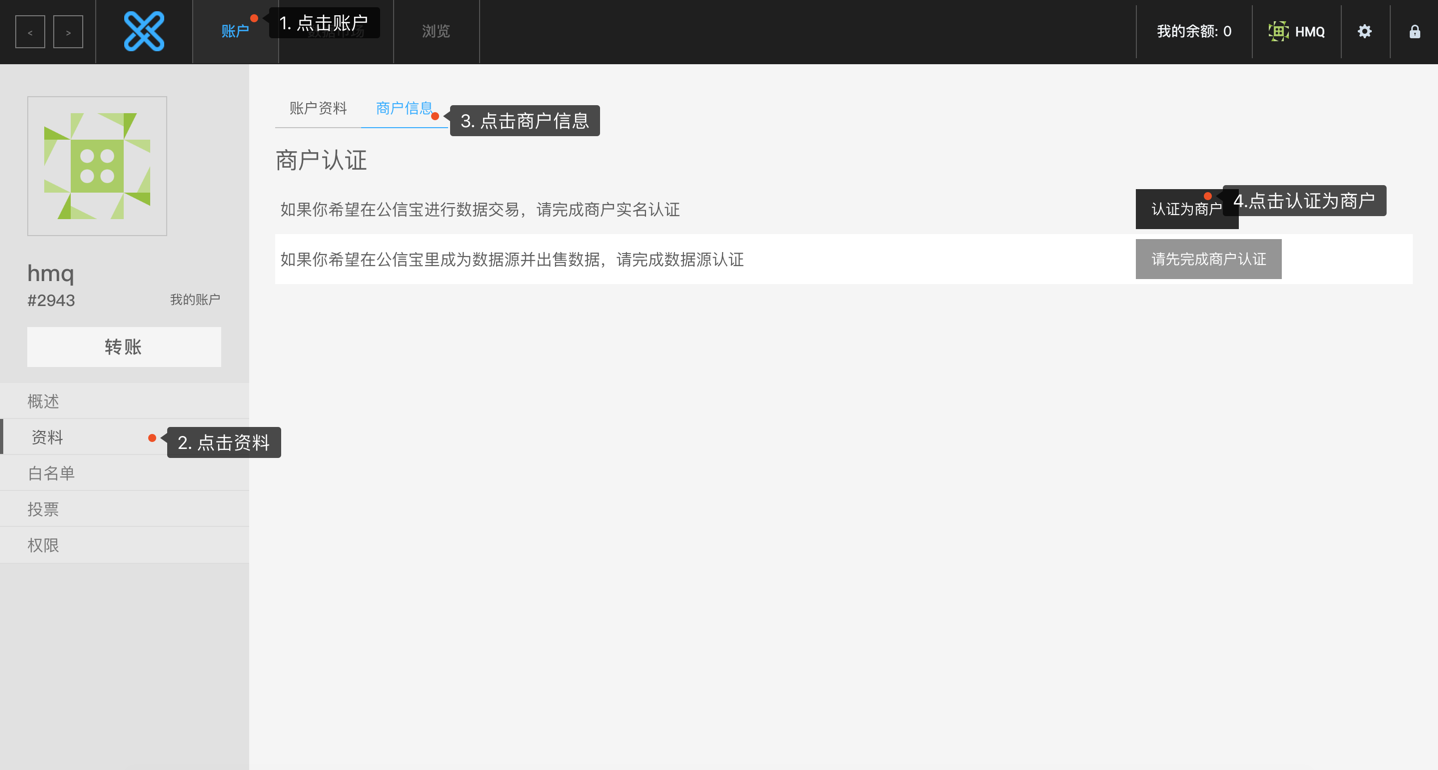 <
>
账户
1. 点击账户
浏览
我的余额: 0
HMQ
账户资料
商户信息
3. 点击商户信息
商户认证
如果你希望在公信宝进行数据交易，请完成商户实名认证
认证为商户
4.点击认证为商户
如果你希望在公信宝里成为数据源并出售数据，请完成数据源认证
请先完成商户认证
hmq
#2943
我的账户
转账
概述
资料
2. 点击资料
白名单
投票
权限